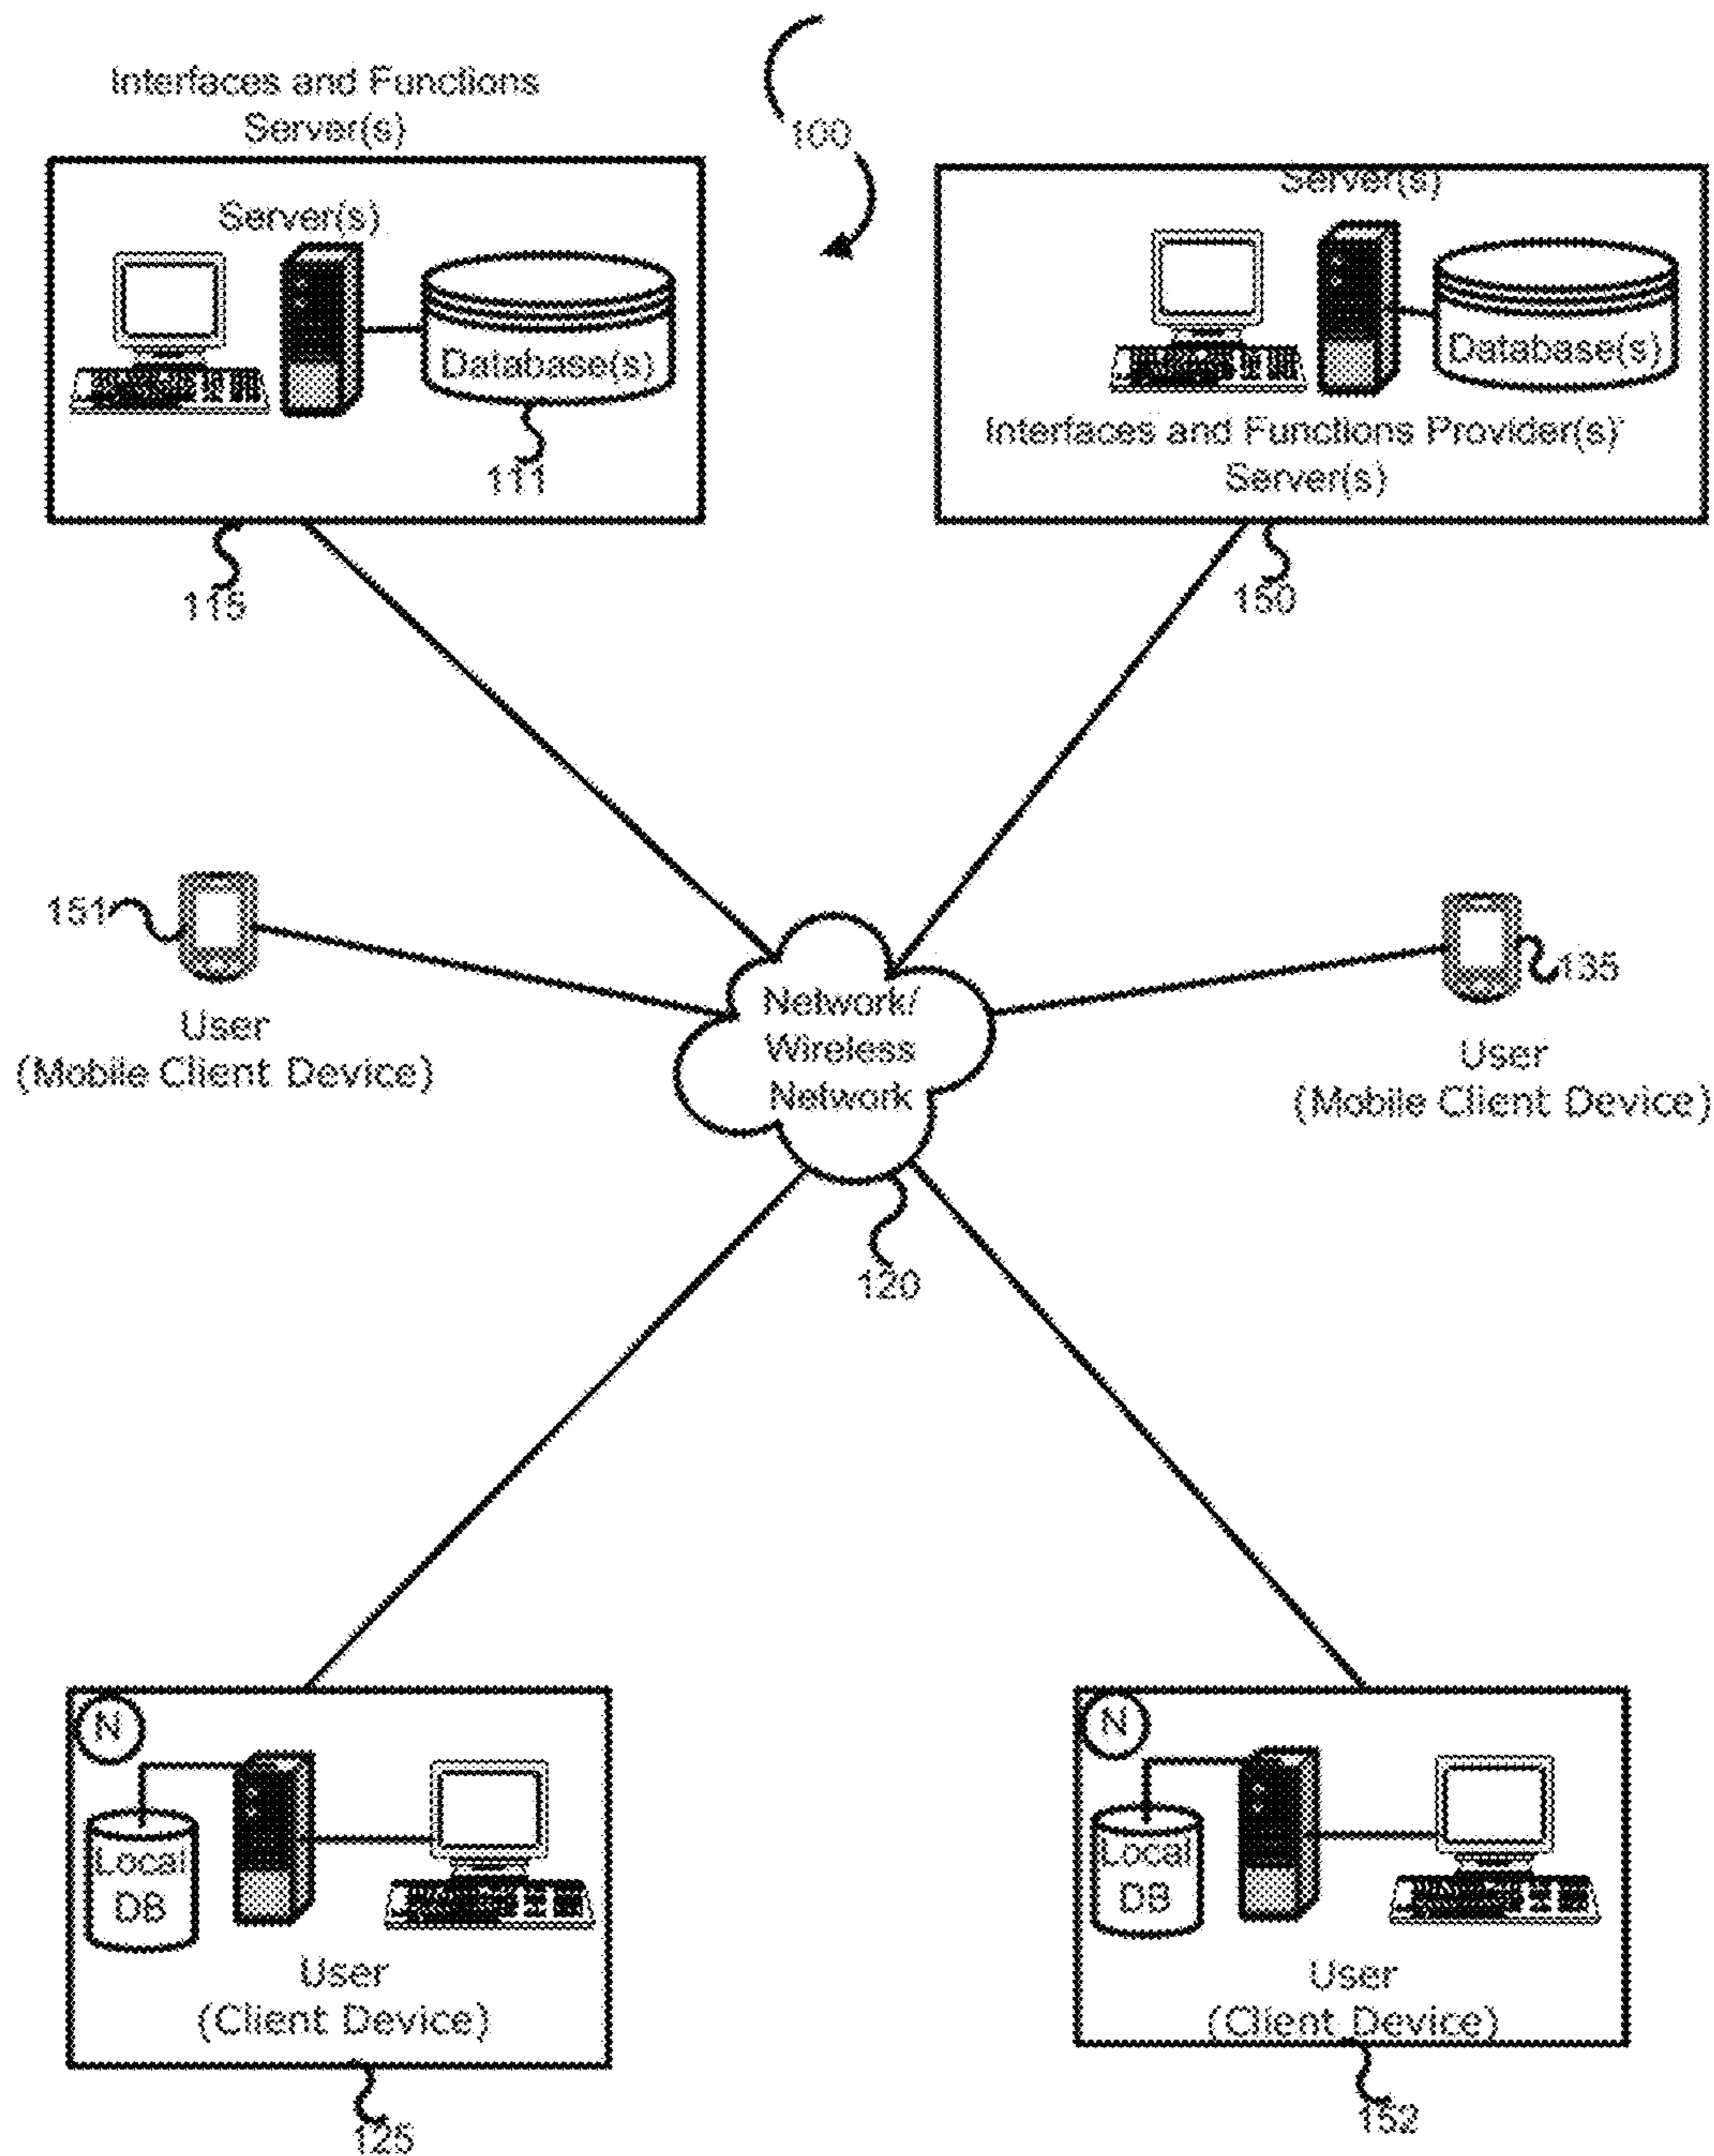 100
Interfaces and Functions
Server(s)
Server(s)
Database(s)
111
115
Server(s)
Database(s)
Interfaces and Functions Provider(s)'
Server(s)
150
151
User
(Mobile Client Device)
Network/
Wireless
Network
120
135
User
(Mobile Client Device)
N
Local
DB
User
(Client Device)
125
N
Local
DB
User
(Client Device)
152